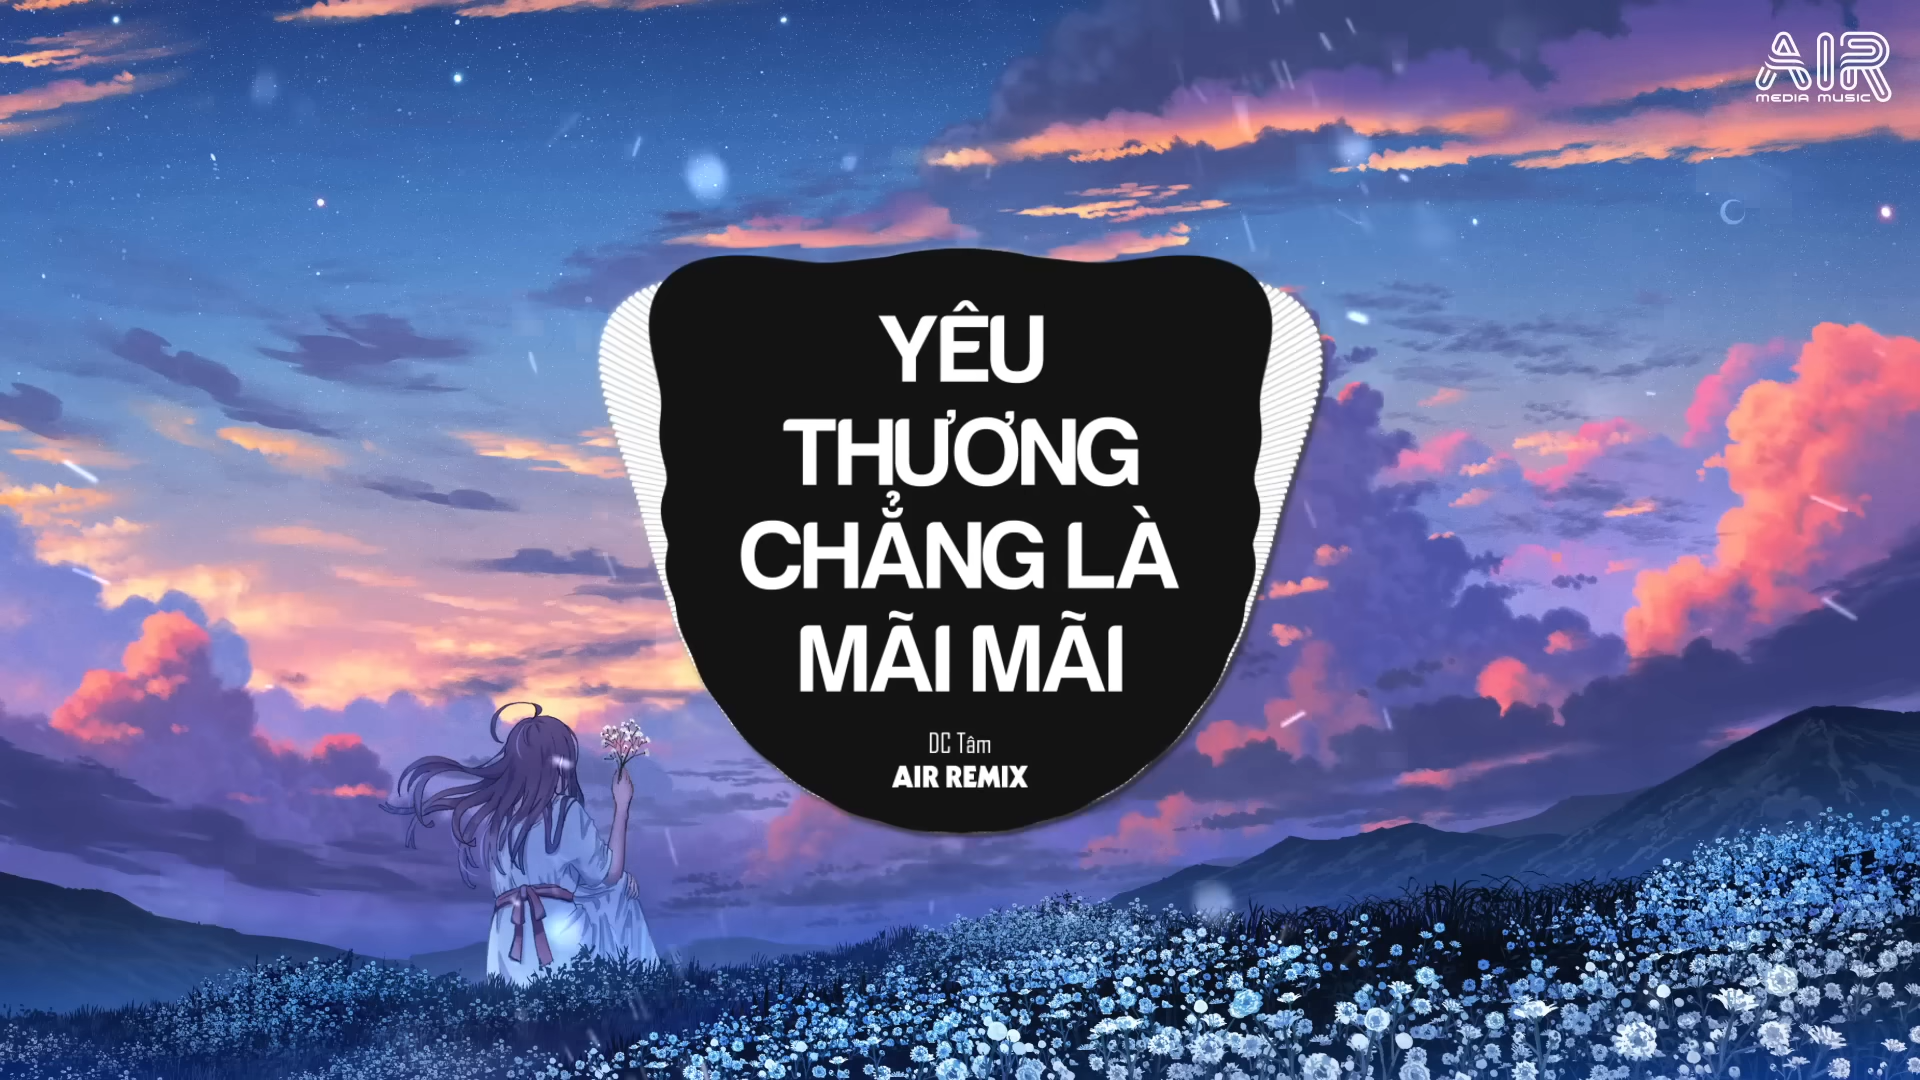 AIR
MEDIA MUSIC
YÊU
THƯƠNG
CHẲNG LÀ
MÃI MÃI
DC Tâm
AIR REMIX